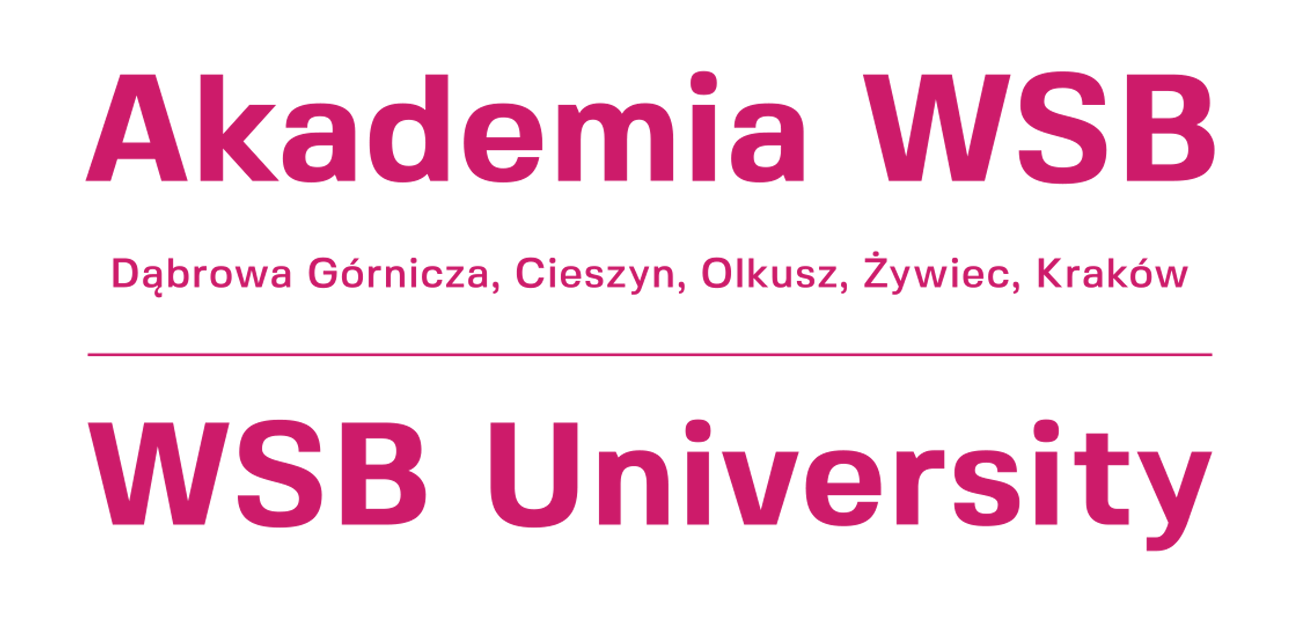 Akademia WSB
Dąbrowa Górnicza, Cieszyn, Olkusz, Żywiec, Kraków
WSB University